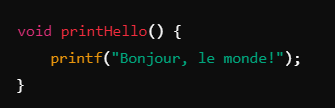 void printHello() {
    printf("Bonjour, le monde!");
}